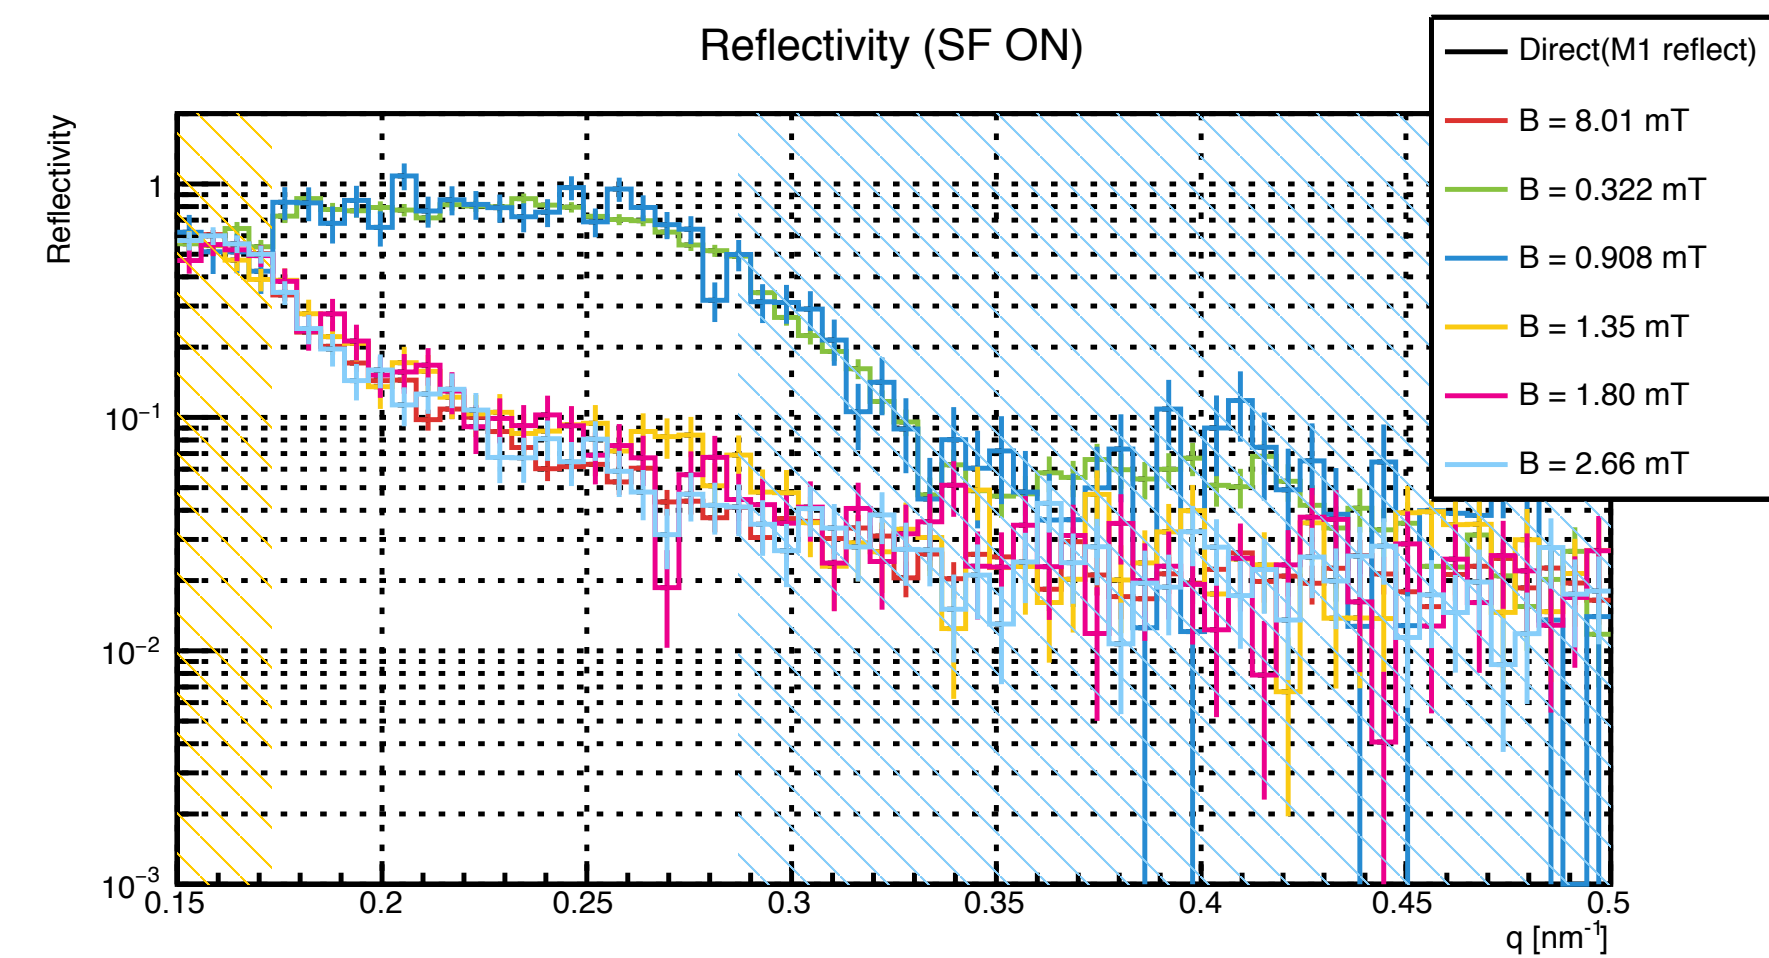 Reflectivity (SF ON)
Direct(M1 reflect)
B = 8.01 mT
B = 0.322 mT
B = 0.908 mT
B = 1.35 mT
B = 1.80 mT
B = 2.66 mT
Reflectivity
1
10⁻¹
10⁻²
10⁻³
0.15 0.2 0.25 0.3 0.35 0.4 0.45 0.5
q [nm⁻¹]